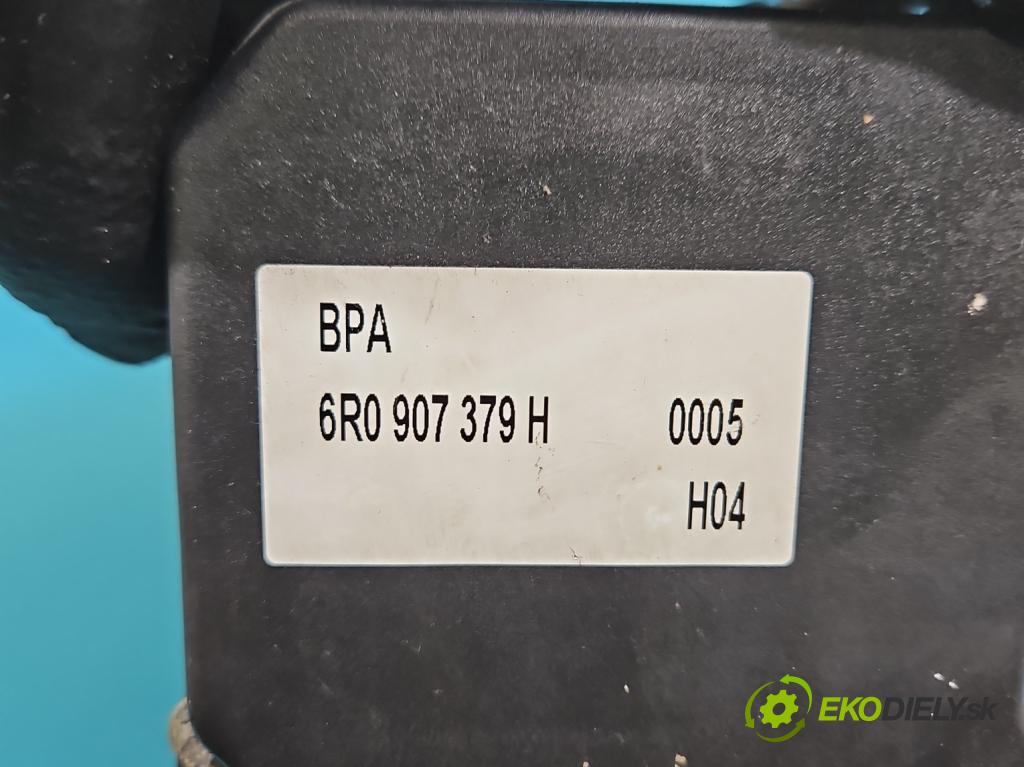 BPA
6R0 907 379 H 0005
H04
EKODIELY.sk